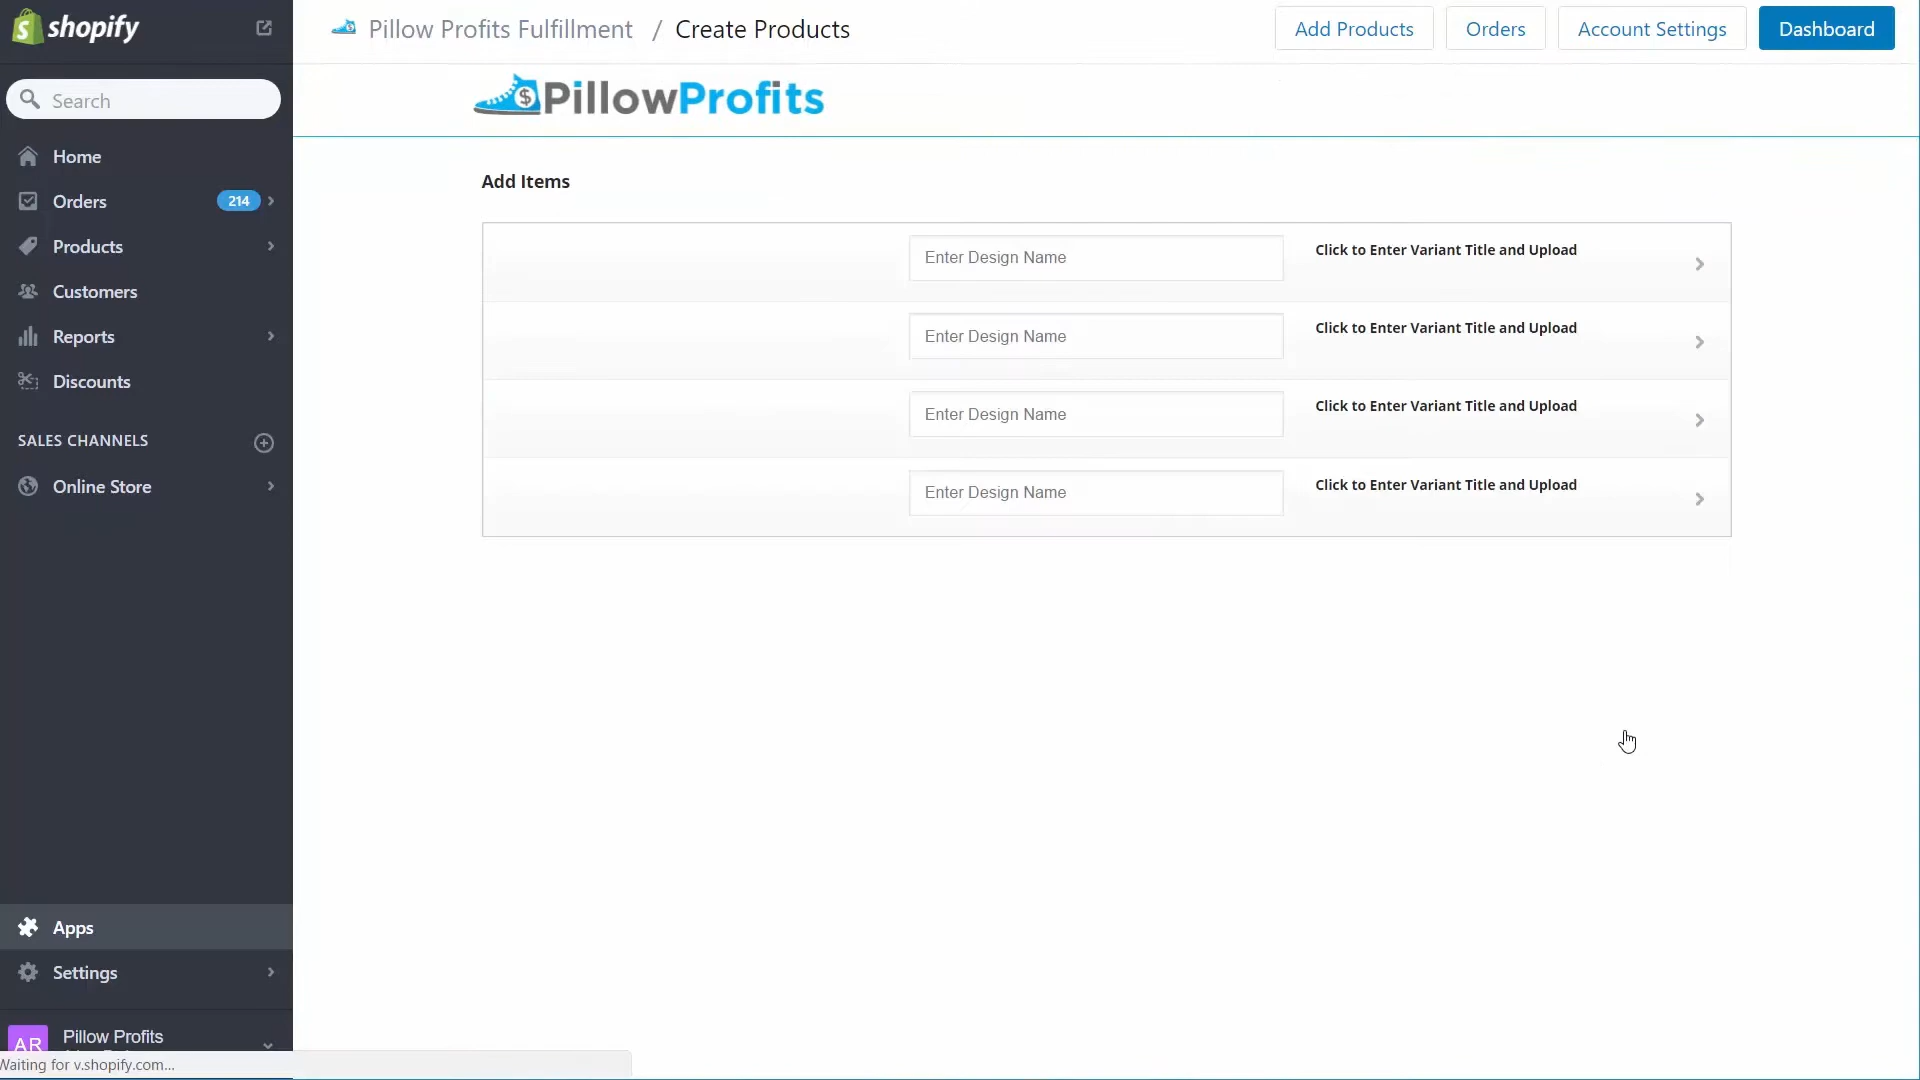 shopify
Pillow Profits Fulfillment / Create Products
Add Products
Orders
Account Settings
Dashboard
Search
$PillowProfits
Home
Orders 214
Products
Customers
Reports
Discounts
SALES CHANNELS
Online Store
Apps
Settings
AR
Pillow Profits
Waiting for v.shopify.com...
Add Items
Enter Design Name
Click to Enter Variant Title and Upload
Enter Design Name
Click to Enter Variant Title and Upload
Enter Design Name
Click to Enter Variant Title and Upload
Enter Design Name
Click to Enter Variant Title and Upload